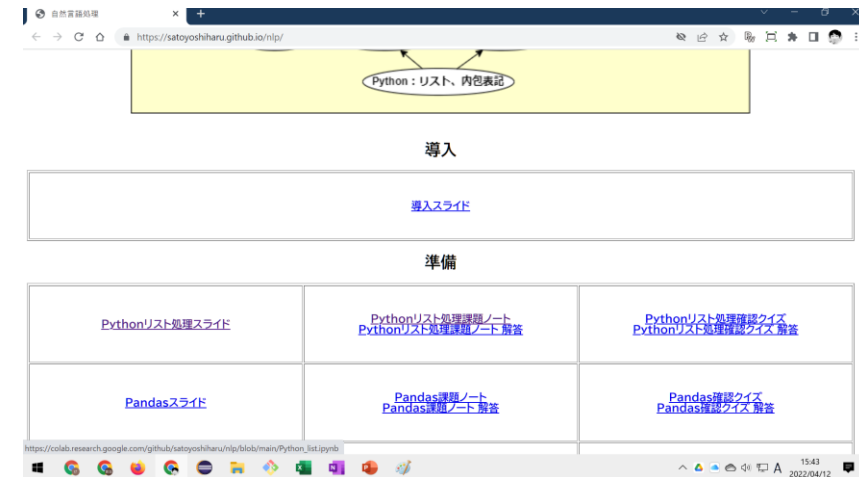 自然言語処理
https://satoyoshiharu.github.io/nlp/
Python：リスト、内包表記
導入
導入スライド
準備
Pythonリスト処理スライド
Pythonリスト処理課題ノート
Pythonリスト処理課題ノート 解答
Pythonリスト処理確認クイズ
Pythonリスト処理確認クイズ 解答
Pandasスライド
Pandas課題ノート
Pandas課題ノート 解答
Pandas確認クイズ
Pandas確認クイズ 解答
https://colab.research.google.com/github/satoyoshiharu/nlp/blob/main/Python_list.ipynb
A
15:43
2022/04/12